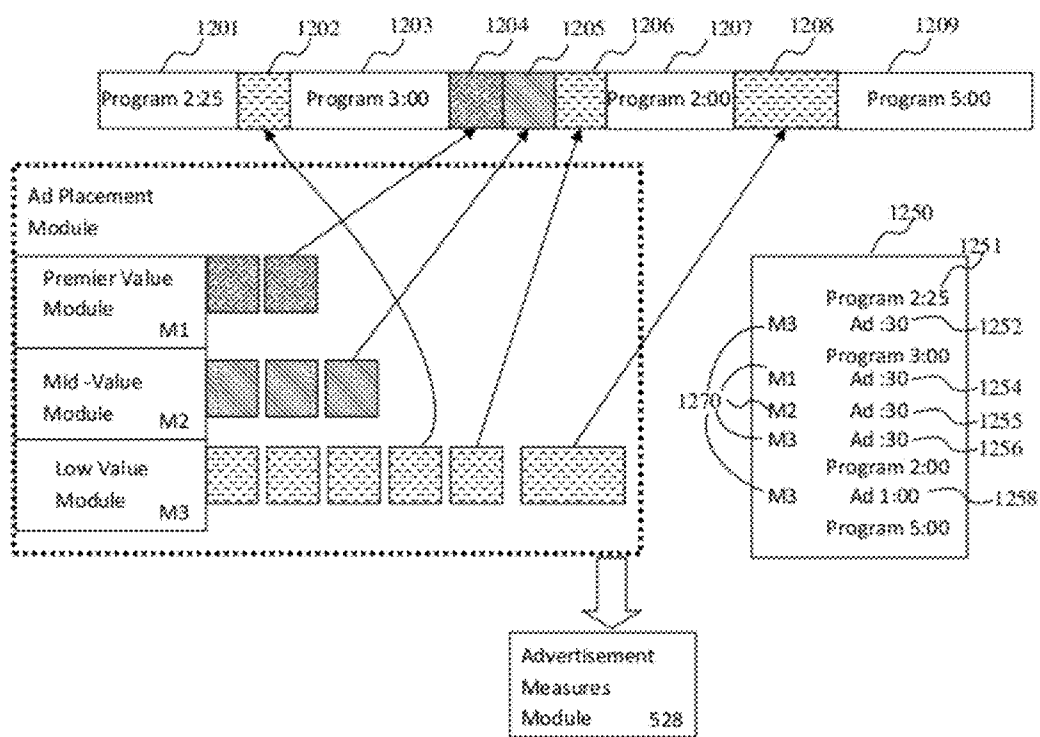 1201 1202 1203 1204 1205 1206 1207 1208 1209
Program 2:25 Program 3:00 Program 2:00 Program 5:00
Ad Placement
Module
Premier Value
Module
M1
Mid -Value
Module
M2
Low Value
Module
M3
1250
1251
Program 2:25
M3 Ad :30 1252
Program 3:00
M1 Ad :30 1254
1270 M2 Ad :30 1255
M3 Ad :30 1256
Program 2:00
M3 Ad 1:00 1258
Program 5:00
Advertisement
Measures
Module 528